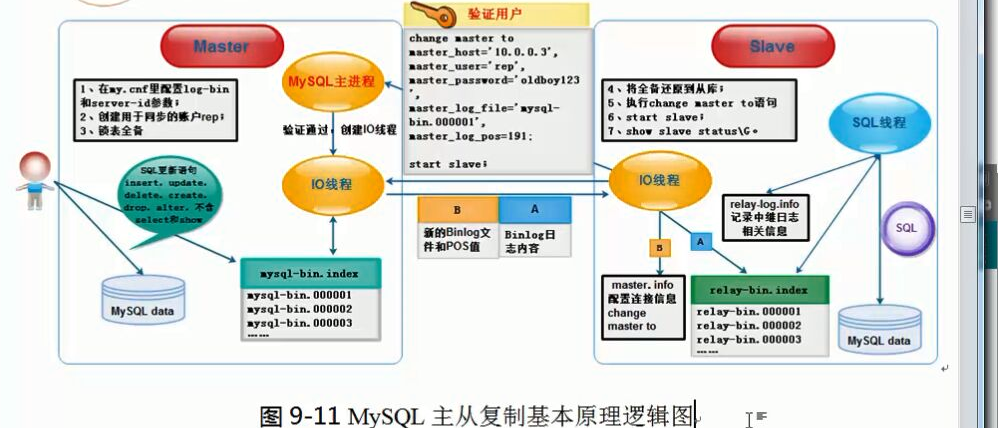 验证用户
change master to
master_host='10.0.0.3',
master_user='rep',
master_password='oldboy123
',
master_log_file='mysql-
bin.000001',
master_log_pos=191;
start slave;
Master
1、在my.cnf里配置log-bin
和server-id参数;
2、创建用于同步的账户rep;
3、锁表全备
MySQL主进程
验证通过,创建IO线程
IO线程
SQL更新语句
insert, update,
delete, create,
drop, alter, 不含
select和show
MySQL data
mysql-bin.index
mysql-bin.000001
mysql-bin.000002
mysql-bin.000003
……
B
新的Binlog文
件和POS值
A
Binlog日
志内容
Slave
4、将全备还原到从库;
5、执行change master to语句
6、start slave;
7、show slave status\G。
SQL线程
IO线程
relay-log.info
记录中继日志
相关信息
SQL
B
A
master. info
配置连接信息
change
master to
relay-bin.index
relay-bin.000001
relay-bin.000002
relay-bin.000003
……
MySQL data
图 9-11 MySQL 主从复制基本原理逻辑图